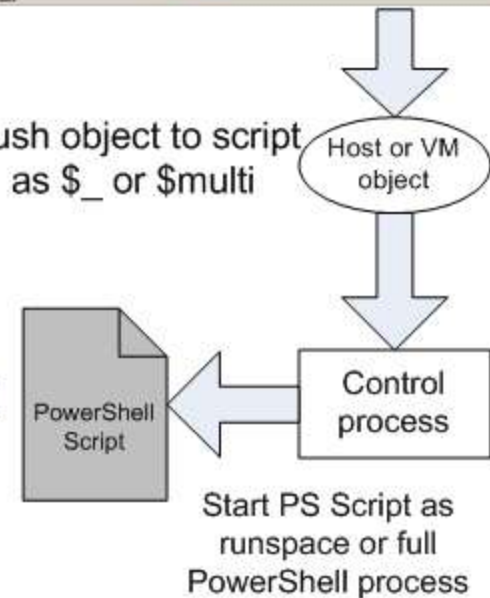 ush object to script
as $_ or $multi
Host or VM
object
Control
process
PowerShell
Script
Start PS Script as
runspace or full
PowerShell process